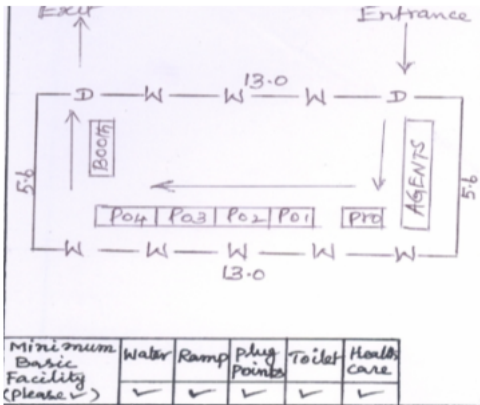 Exit Entrance
13.0
D W W W D
BOOTH
AGENTS
5.6 5.6
PO4 PO3 PO2 PO1 PRO
W W W W W
13.0
Minimum Basic Facility (Please ✓) Water Ramp Plug Points Toilet Health care
✓ ✓ ✓ ✓ ✓